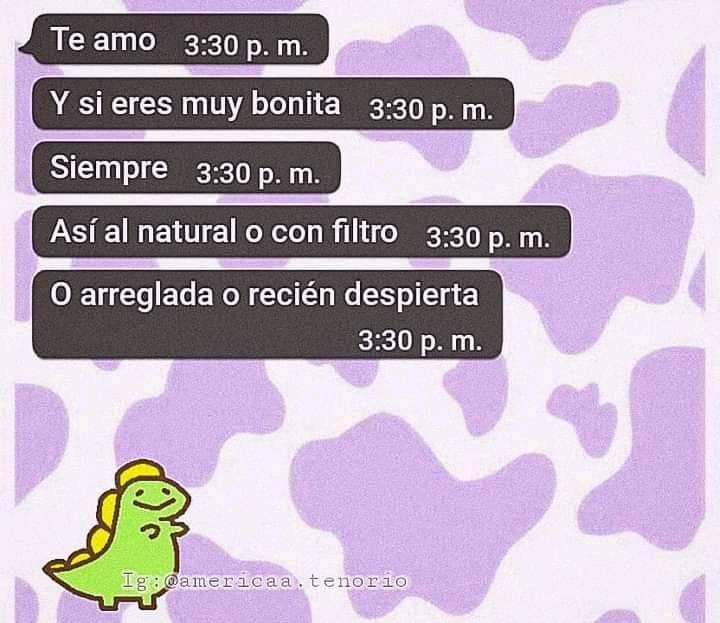 Te amo 3:30 p. m.
Y si eres muy bonita 3:30 p. m.
Siempre 3:30 p. m.
Así al natural o con filtro 3:30 p. m.
O arreglada o recién despierta
3:30 p. m.
Ig:@americaa.tenorio